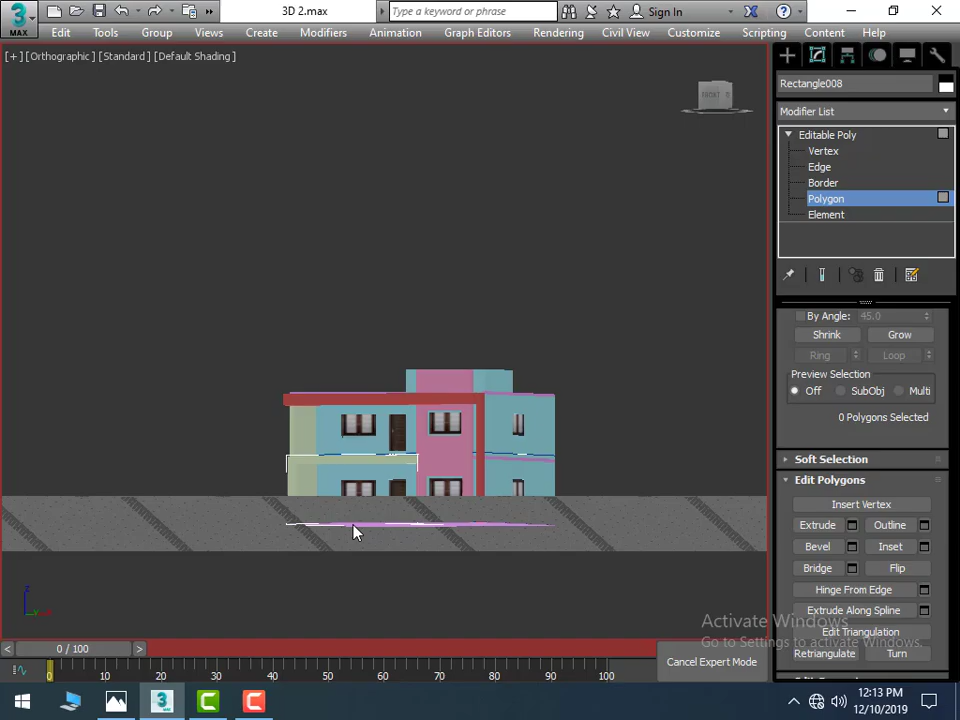 3D 2.max
Type a keyword or phrase
Sign In
MAX
Edit Tools Group Views Create Modifiers Animation Graph Editors Rendering Civil View Customize Scripting Content Help
[+] [Orthographic] [Standard] [Default Shading]
FRONT
Rectangle008
Modifier List
Editable Poly
Vertex
Edge
Border
Polygon
Element
By Angle: 45.0
Shrink Grow
Ring Loop
Preview Selection
Off SubObj Multi
0 Polygons Selected
Soft Selection
Edit Polygons
Insert Vertex
Extrude Outline
Bevel Inset
Bridge Flip
Hinge From Edge
Extrude Along Spline
Edit Triangulation
Retriangulate Turn
Activate Windows
Go to Settings to activate Windows.
z
< 0 / 100 >
Cancel Expert Mode
0 10 20 30 40 50 60 70 80 90 100
12:13 PM
12/10/2019